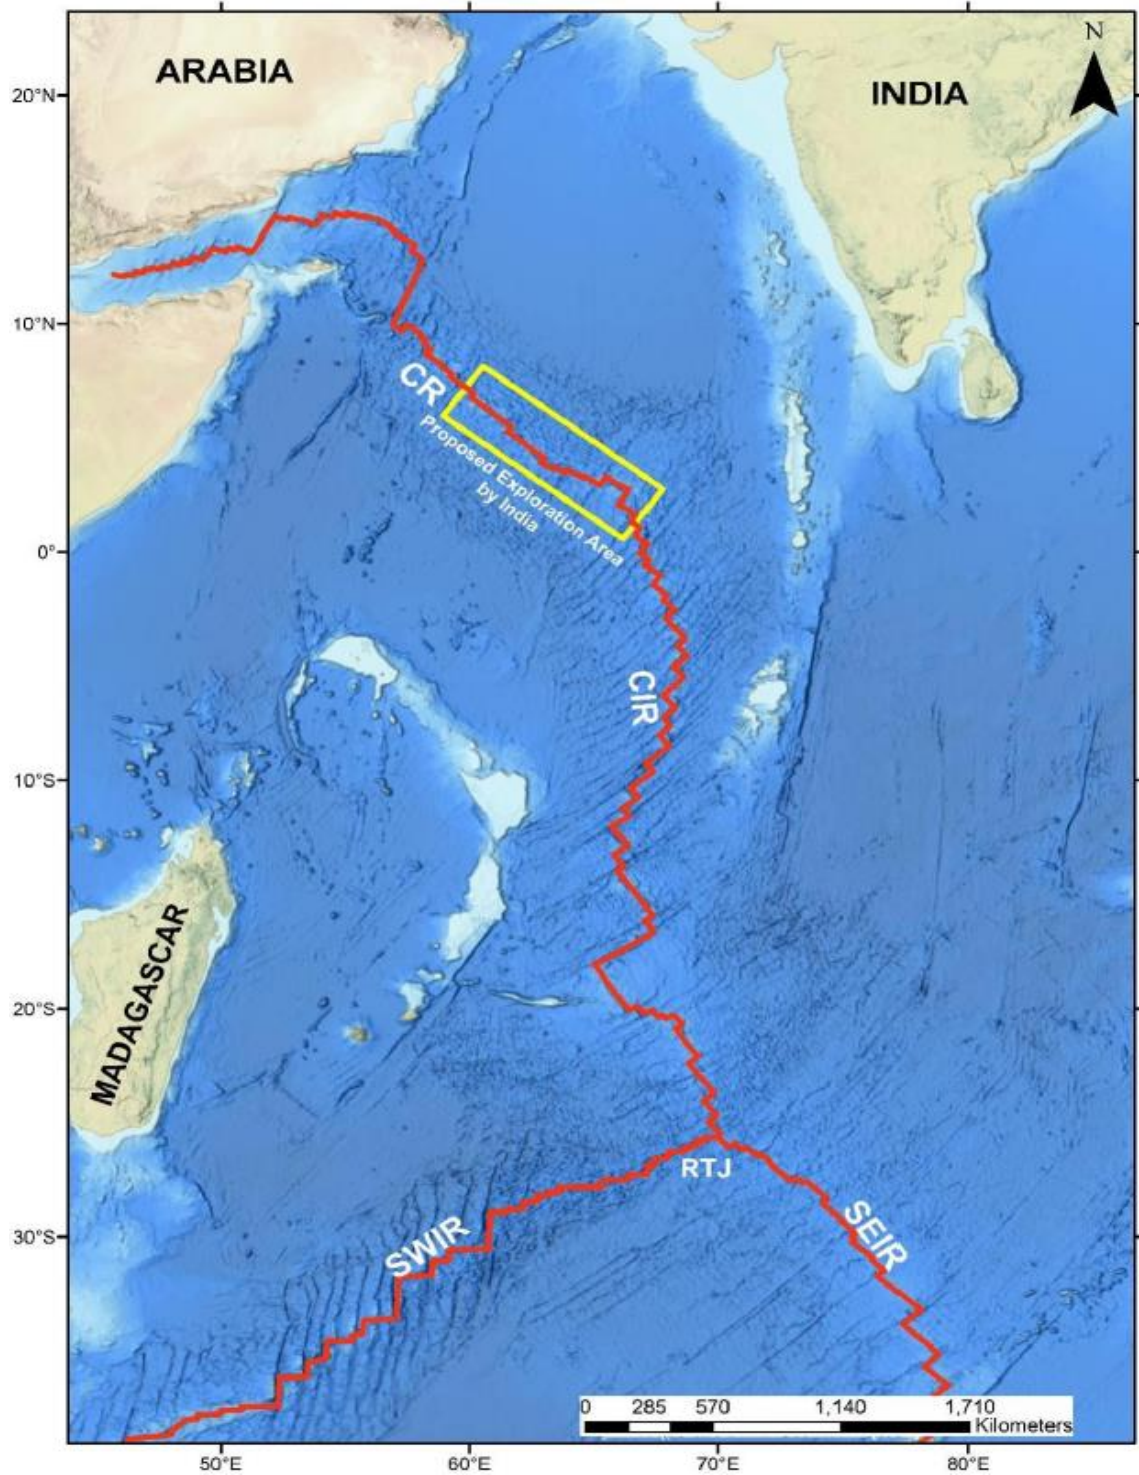 N
ARABIA
INDIA
20°N
10°N
CR
Proposed Exploration Area
by India
0°
CIR
10°S
MADAGASCAR
20°S
RTJ
30°S
SWIR
SEIR
0 285 570 1,140 1,710
Kilometers
50°E 60°E 70°E 80°E